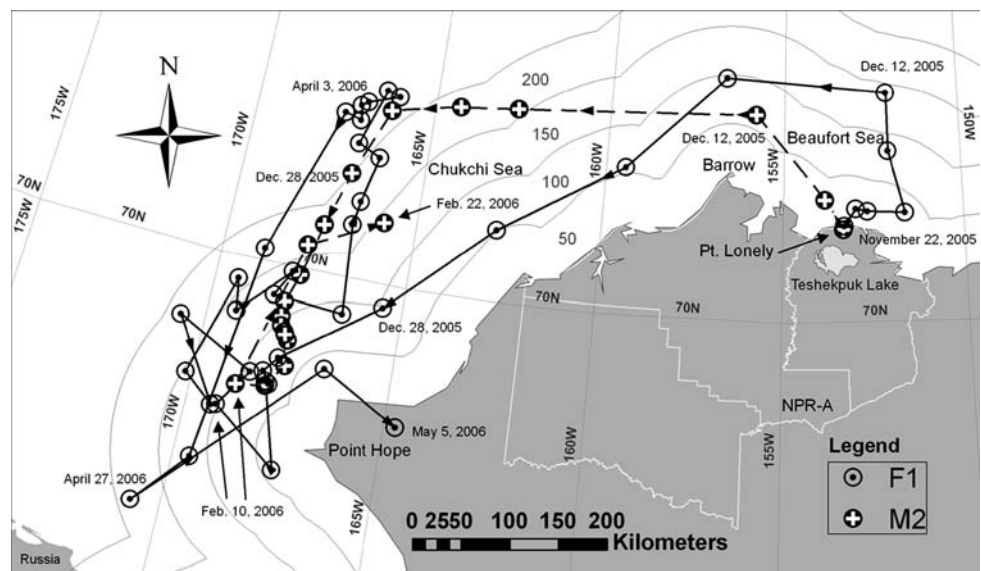 175W
170W
April 3, 2006
200
Dec. 12, 2005
N
165W
160W
150W
150
Dec. 12, 2005
155W
Beaufort Sea
Dec. 28, 2005
Chukchi Sea
Barrow
70N
175W
70N
Feb. 22, 2006
100
50
Pt. Lonely
November 22, 2005
70N
Teshekpuk Lake
70N
70N
70N
Dec. 28, 2005
170W
NPR-A
May 5, 2006
Point Hope
160W
155W
Legend
F1
M2
April 27, 2006
Feb. 10, 2006
165W
0 2550 100 150 200
Kilometers
Russia